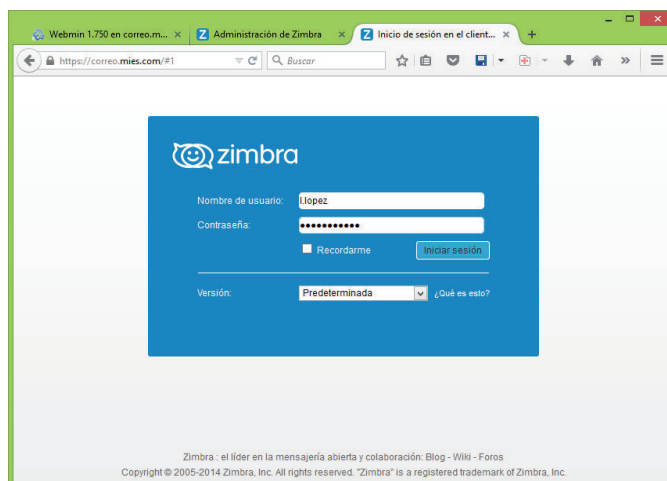 Webmin 1.750 en correo.m...
Administración de Zimbra
Inicio de sesión en el client...
https://correo.mies.com/#1
Buscar
zimbra
Nombre de usuario:
l.lopez
Contraseña:
•••••••••••
Recordarme
Iniciar sesión
Versión:
Predeterminada
¿Qué es esto?
Zimbra : el líder en la mensajería abierta y colaboración: Blog - Wiki - Foros
Copyright © 2005-2014 Zimbra, Inc. All rights reserved. "Zimbra" is a registered trademark of Zimbra, Inc.